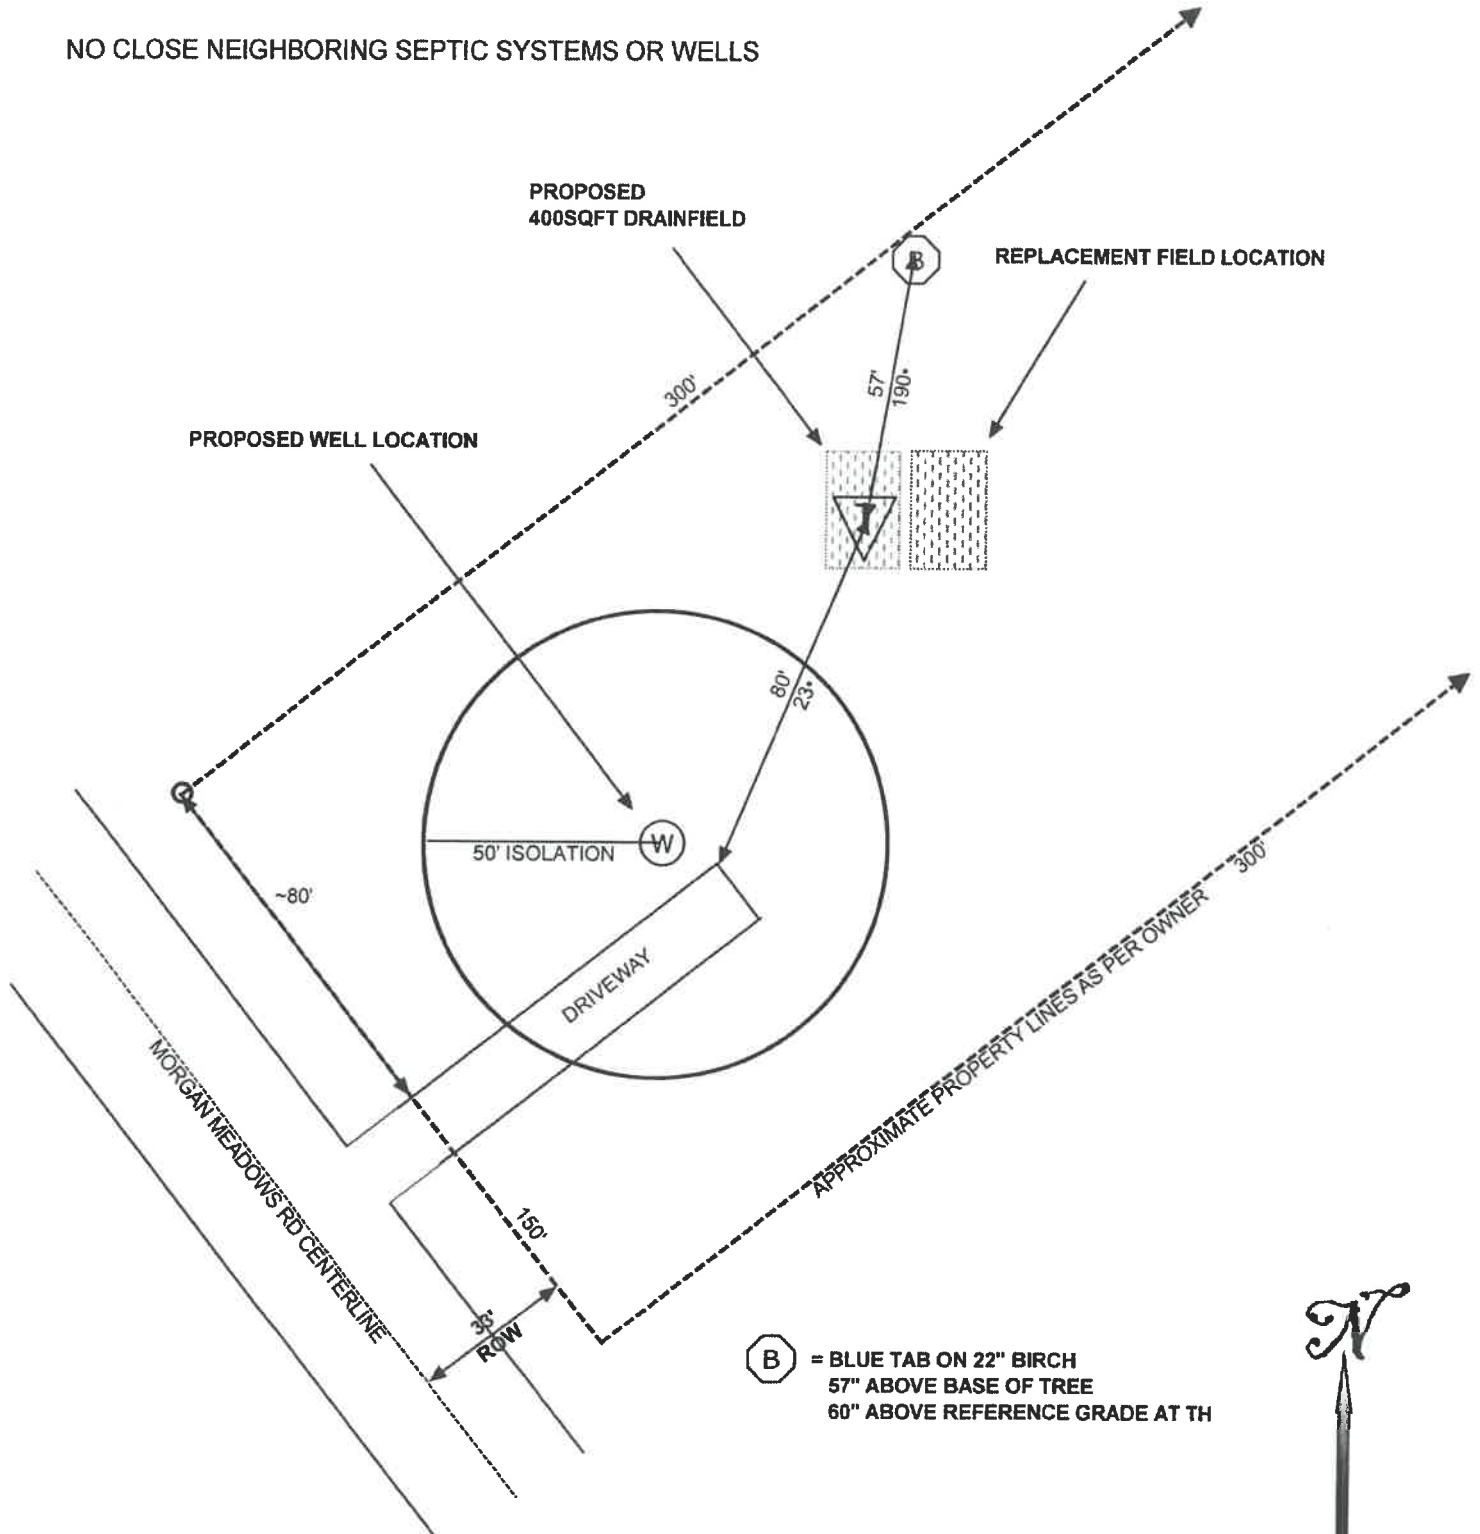 NO CLOSE NEIGHBORING SEPTIC SYSTEMS OR WELLS
PROPOSED
400SQFT DRAINFIELD
B
REPLACEMENT FIELD LOCATION
300'
57'
190•
PROPOSED WELL LOCATION
T
80'
23•
W
50' ISOLATION
~80'
DRIVEWAY
300'
APPROXIMATE PROPERTY LINES AS PER OWNER
MORGAN MEADOWS RD CENTERLINE
150'
33'
ROW
B = BLUE TAB ON 22" BIRCH
57" ABOVE BASE OF TREE
60" ABOVE REFERENCE GRADE AT TH
N